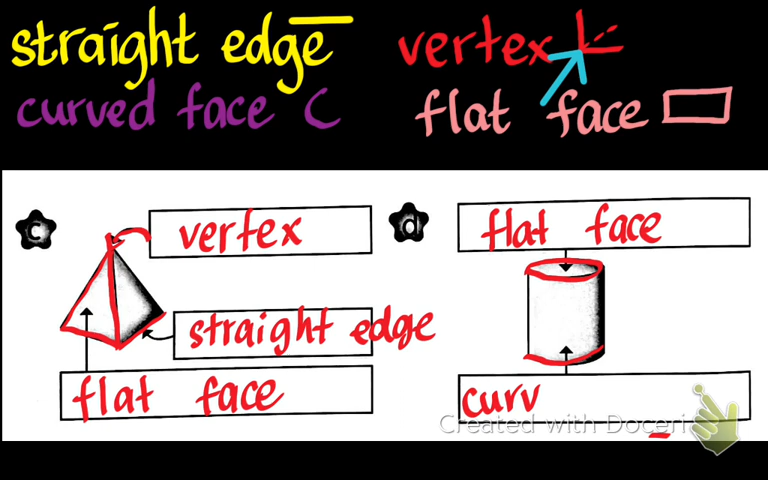 straight edge
vertex
curved face
flat face
c
vertex
d
flat face
straight edge
flat face
curv
Created with Doceri